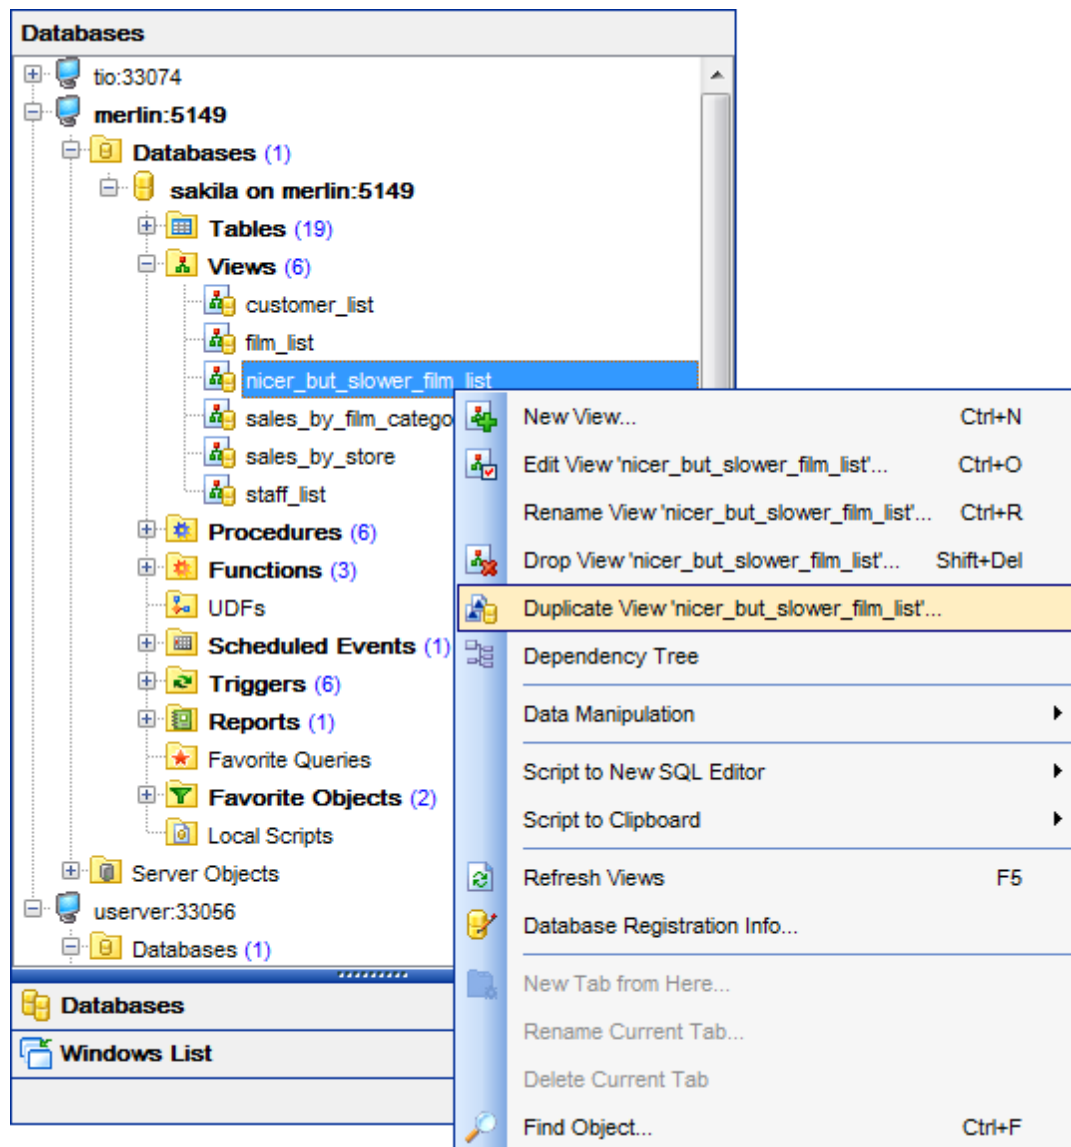 Databases
tio:33074
merlin:5149
Databases (1)
sakila on merlin:5149
Tables (19)
Views (6)
customer_list
film_list
nicer_but_slower_film_list
sales_by_film_catego
sales_by_store
staff_list
Procedures (6)
Functions (3)
UDFs
Scheduled Events (1)
Triggers (6)
Reports (1)
Favorite Queries
Favorite Objects (2)
Local Scripts
Server Objects
userver:33056
Databases (1)
Databases
Windows List
New View... Ctrl+N
Edit View 'nicer_but_slower_film_list'... Ctrl+O
Rename View 'nicer_but_slower_film_list'... Ctrl+R
Drop View 'nicer_but_slower_film_list'... Shift+Del
Duplicate View 'nicer_but_slower_film_list'...
Dependency Tree
Data Manipulation
Script to New SQL Editor
Script to Clipboard
Refresh Views F5
Database Registration Info...
New Tab from Here...
Rename Current Tab...
Delete Current Tab
Find Object... Ctrl+F